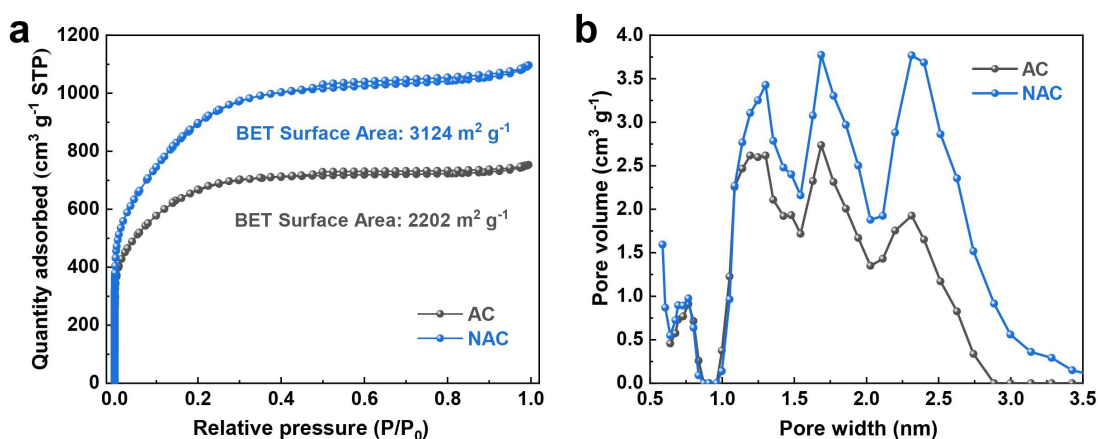 a
1200
1000
800
600
400
200
0
Quantity adsorbed (cm³ g⁻¹ STP)
BET Surface Area: 3124 m² g⁻¹
BET Surface Area: 2202 m² g⁻¹
AC
NAC
0.0 0.2 0.4 0.6 0.8 1.0
Relative pressure (P/P₀)
b
4.0
3.5
3.0
2.5
2.0
1.5
1.0
0.5
0.0
Pore volume (cm³ g⁻¹)
AC
NAC
0.5 1.0 1.5 2.0 2.5 3.0 3.5
Pore width (nm)